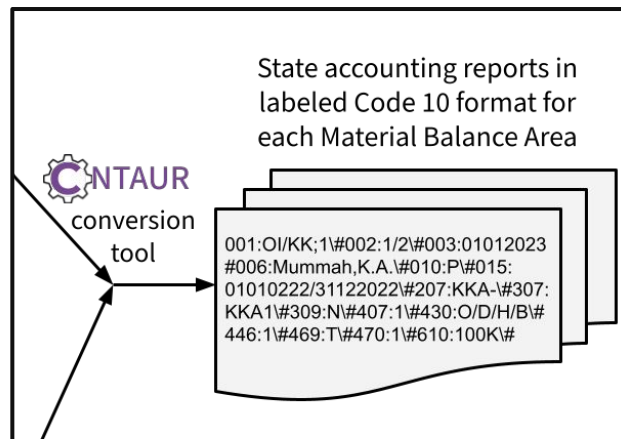 State accounting reports in
labeled Code 10 format for
each Material Balance Area
CNTAUR
conversion
tool
001:OI/KK;1\#002:1/2\#003:01012023
#006:Mummah,K.A.\#010:P\#015:
01010222/31122022\#207:KKA-\#307:
KKA1\#309:N\#407:1\#430:O/D/H/B\#
446:1\#469:T\#470:1\#610:100K\#